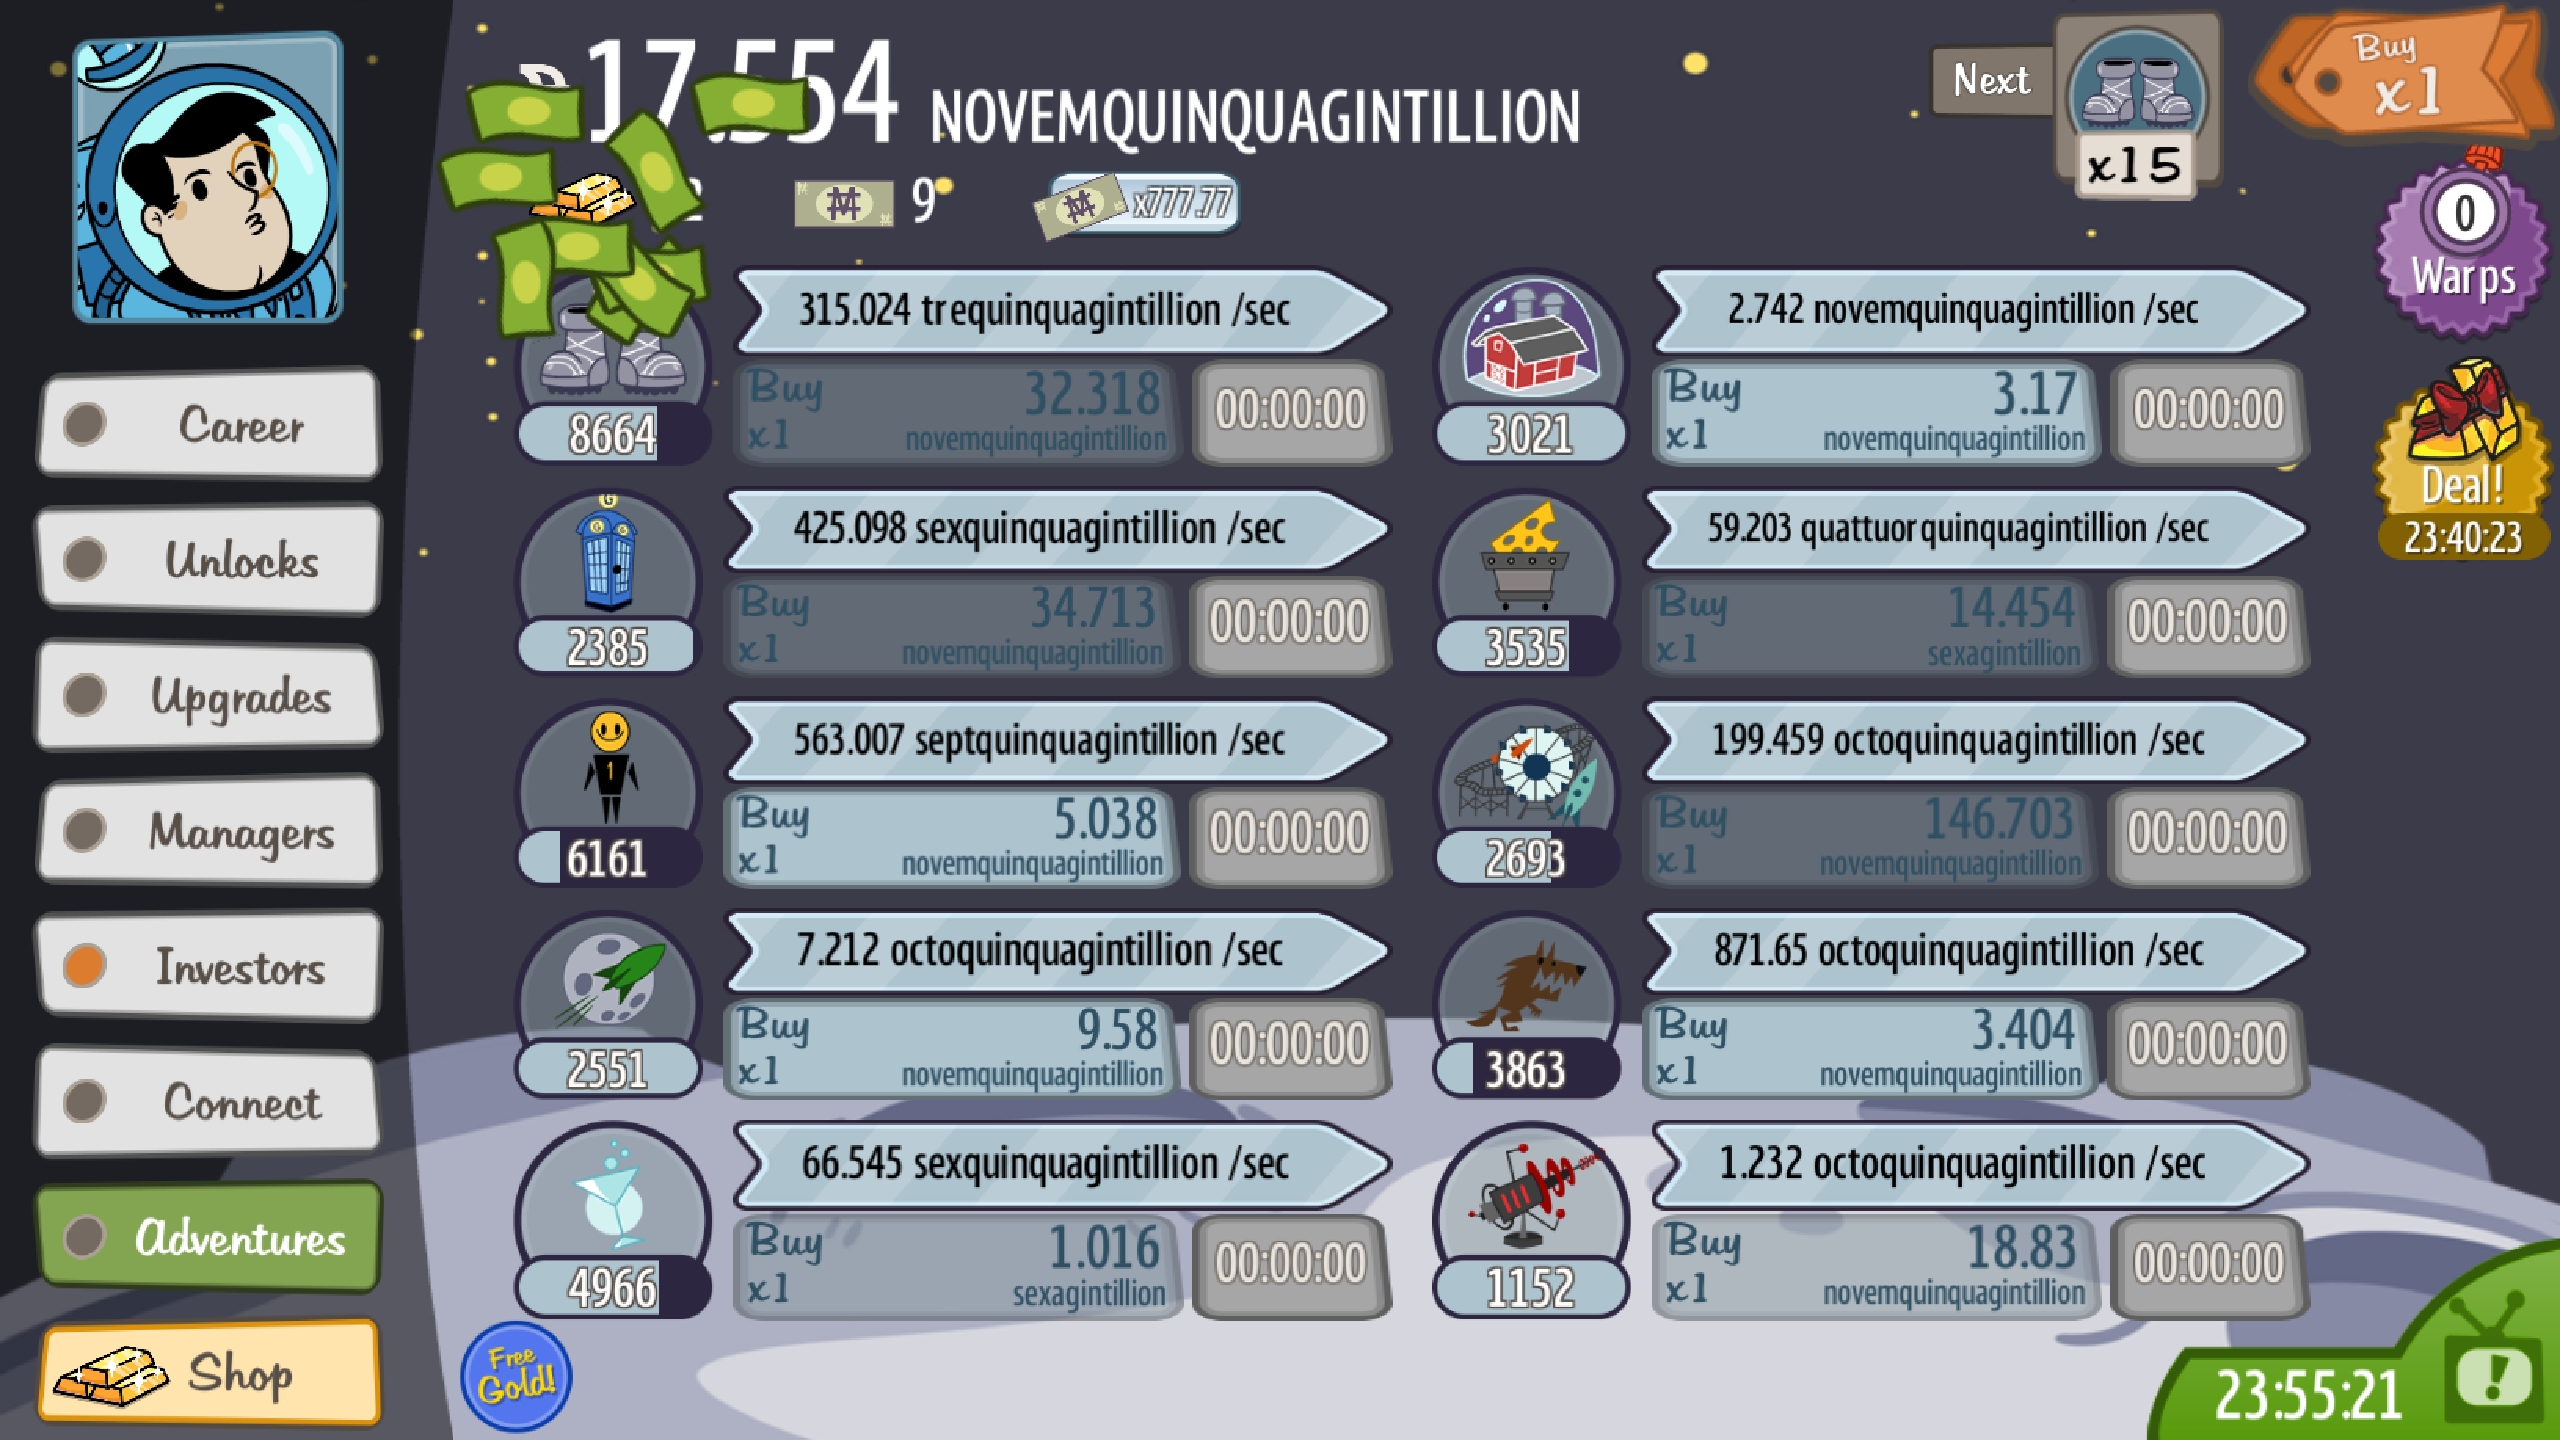 17.554 NOVEMQUINQUAGINTILLION
Next
x15
Buy
x1
2
9
x777.77
0
Warps
Deal!
23:40:23
Career
Unlocks
Upgrades
Managers
Investors
Connect
Adventures
Shop
315.024 trequinquagintillion /sec
Buy
x1
32.318
novemquinquagintillion
00:00:00
8664
2.742 novemquinquagintillion /sec
Buy
x1
3.17
novemquinquagintillion
00:00:00
3021
425.098 sexquinquagintillion /sec
Buy
x1
34.713
novemquinquagintillion
00:00:00
2385
59.203 quattuorquinquagintillion /sec
Buy
x1
14.454
sexagintillion
00:00:00
3535
563.007 septquinquagintillion /sec
1
Buy
x1
5.038
novemquinquagintillion
00:00:00
6161
199.459 octoquinquagintillion /sec
Buy
x1
146.703
novemquinquagintillion
00:00:00
2693
7.212 octoquinquagintillion /sec
Buy
x1
9.58
novemquinquagintillion
00:00:00
2551
871.65 octoquinquagintillion /sec
Buy
x1
3.404
novemquinquagintillion
00:00:00
3863
66.545 sexquinquagintillion /sec
Buy
x1
1.016
sexagintillion
00:00:00
4966
1.232 octoquinquagintillion /sec
Buy
x1
18.83
novemquinquagintillion
00:00:00
1152
Free
Gold!
23:55:21
!